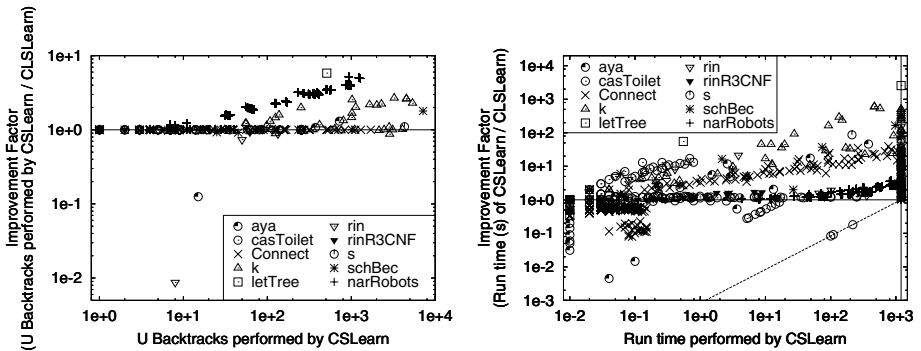 Improvement Factor
(U Backtracks performed by CSLearn / CLSLearn)
1e+1
1e+0
1e-1
1e-2
1e+0 1e+1 1e+2 1e+3 1e+4
U Backtracks performed by CSLearn
aya rin
casToilet rinR3CNF
Connect s
k schBec
letTree narRobots
Improvement Factor
(Run time (s) of CSLearn / CLSLearn)
1e+4
1e+3
1e+2
1e+1
1e+0
1e-1
1e-2
1e-3
1e-2 1e-1 1e+0 1e+1 1e+2 1e+3
Run time performed by CSLearn
aya rin
casToilet rinR3CNF
Connect s
k schBec
letTree narRobots